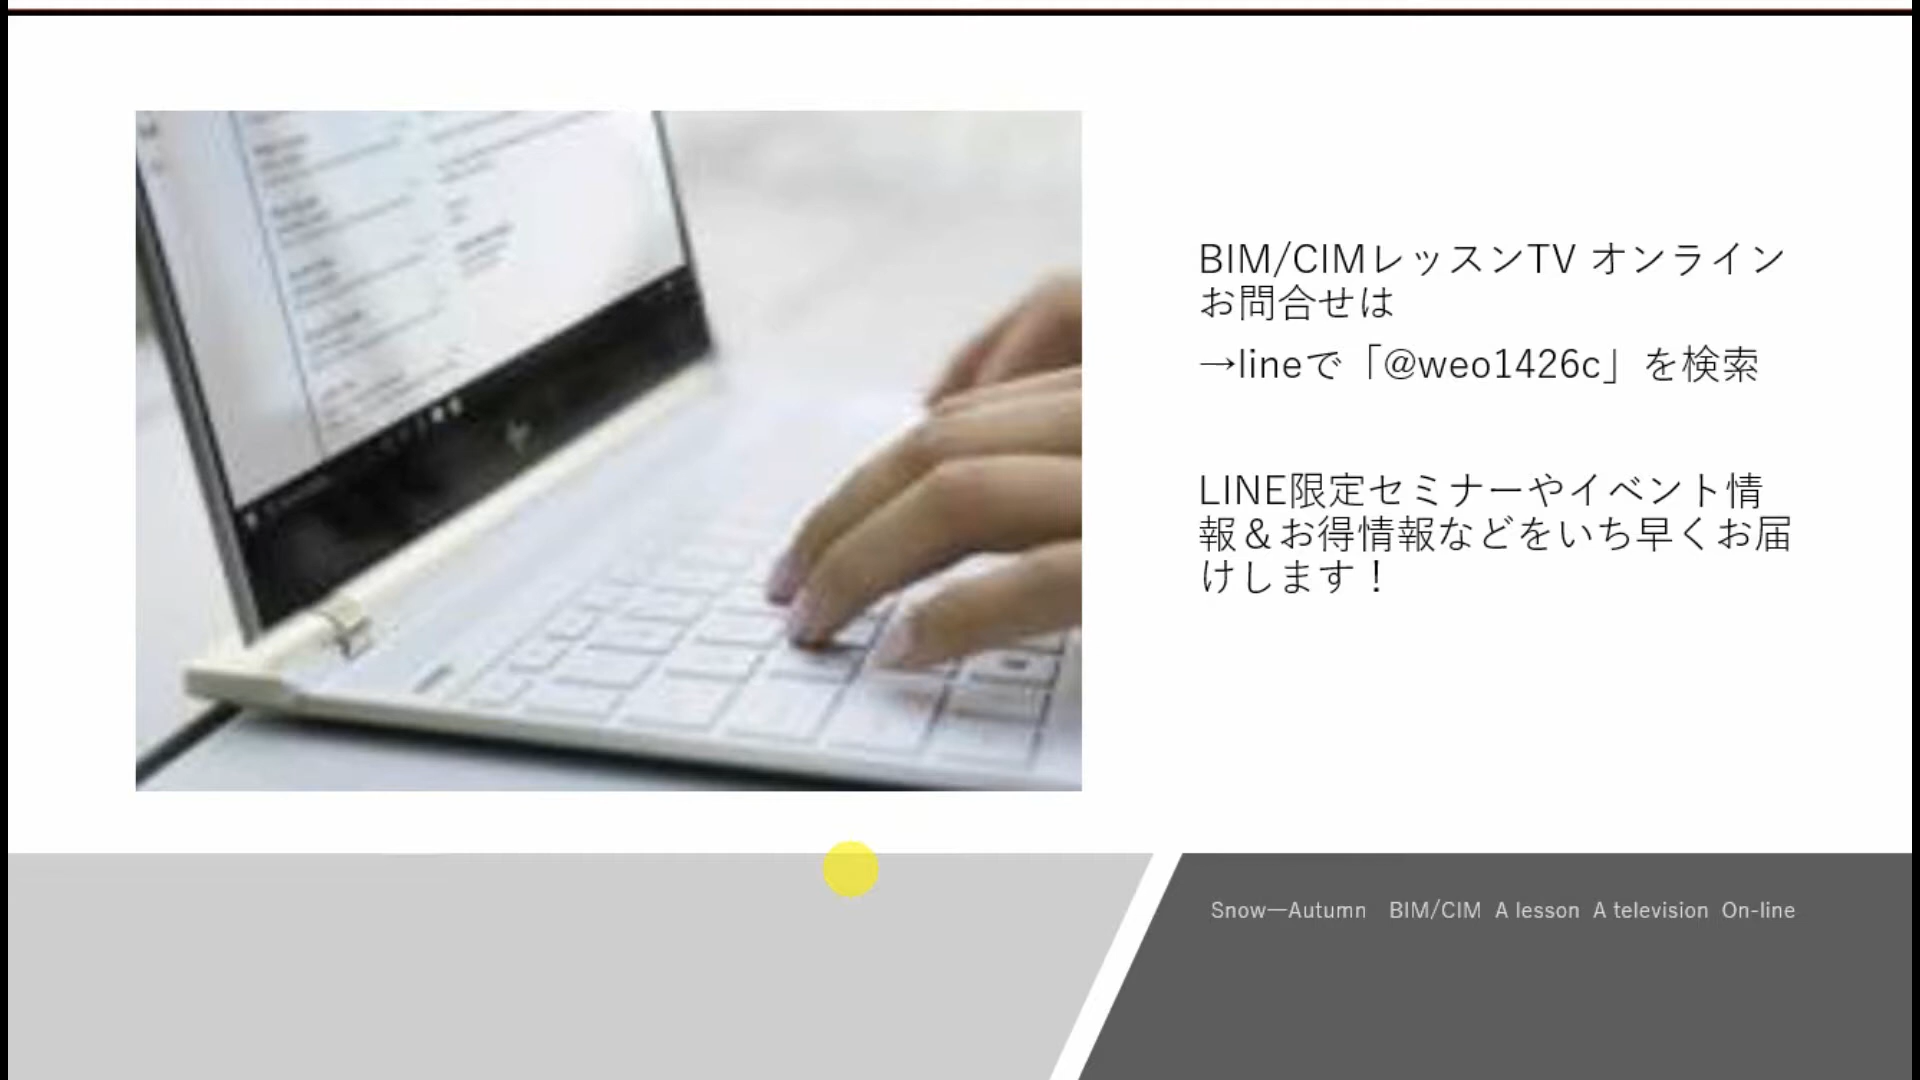 BIM/CIMレッスンTV オンライン
お問合せは
→lineで「@weo1426c」を検索
LINE限定セミナーやイベント情
報＆お得情報などをいち早くお届
けします！
Snow—Autumn BIM/CIM A lesson A television On-line